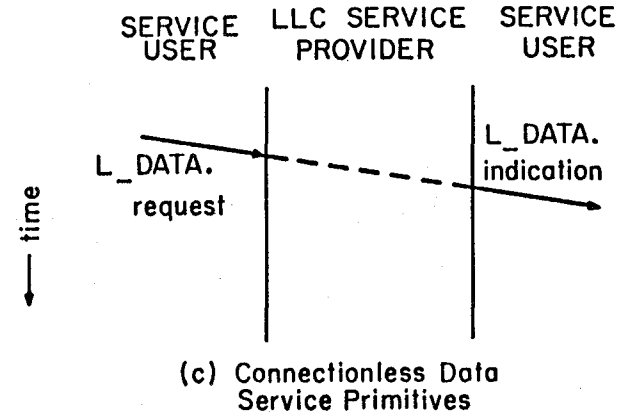 SERVICE USER
LLC SERVICE PROVIDER
SERVICE USER
L_DATA. request
L_DATA. indication
time
(c) Connectionless Data
Service Primitives